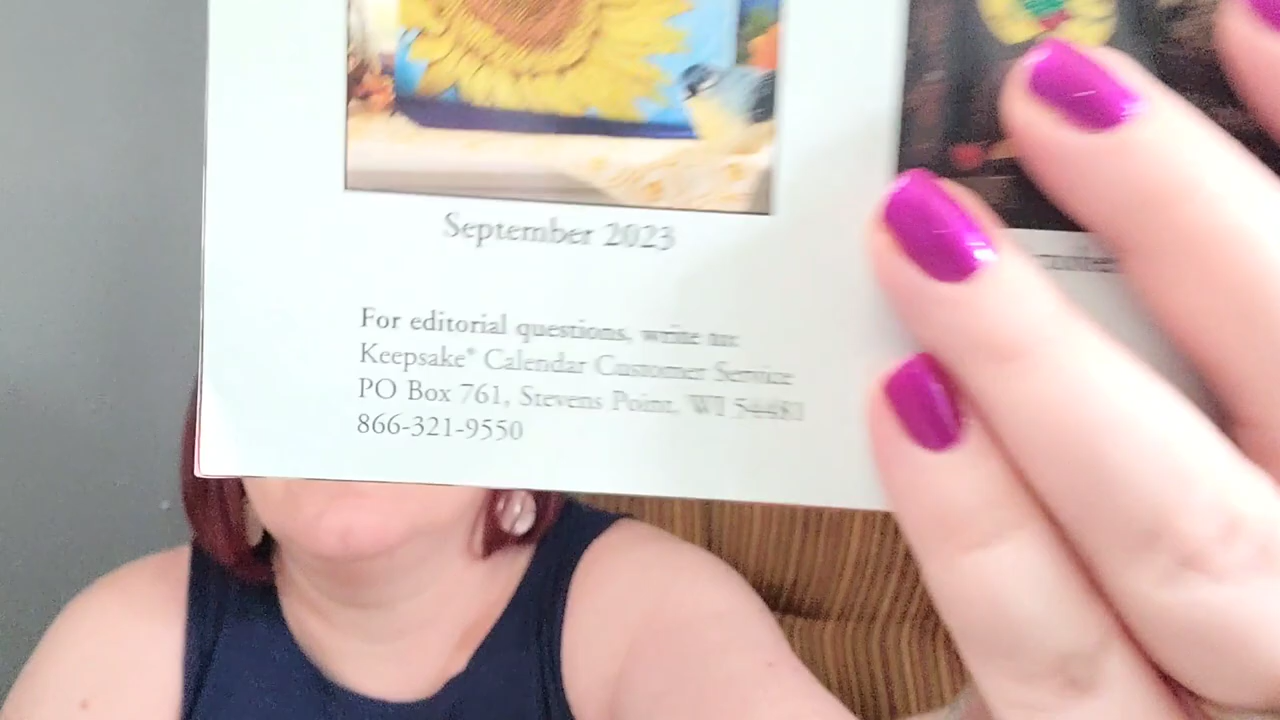 September 2023
For editorial questions, write to:
Keepsake® Calendar Customer Service
PO Box 761, Stevens Point, WI 54481
866-321-9550